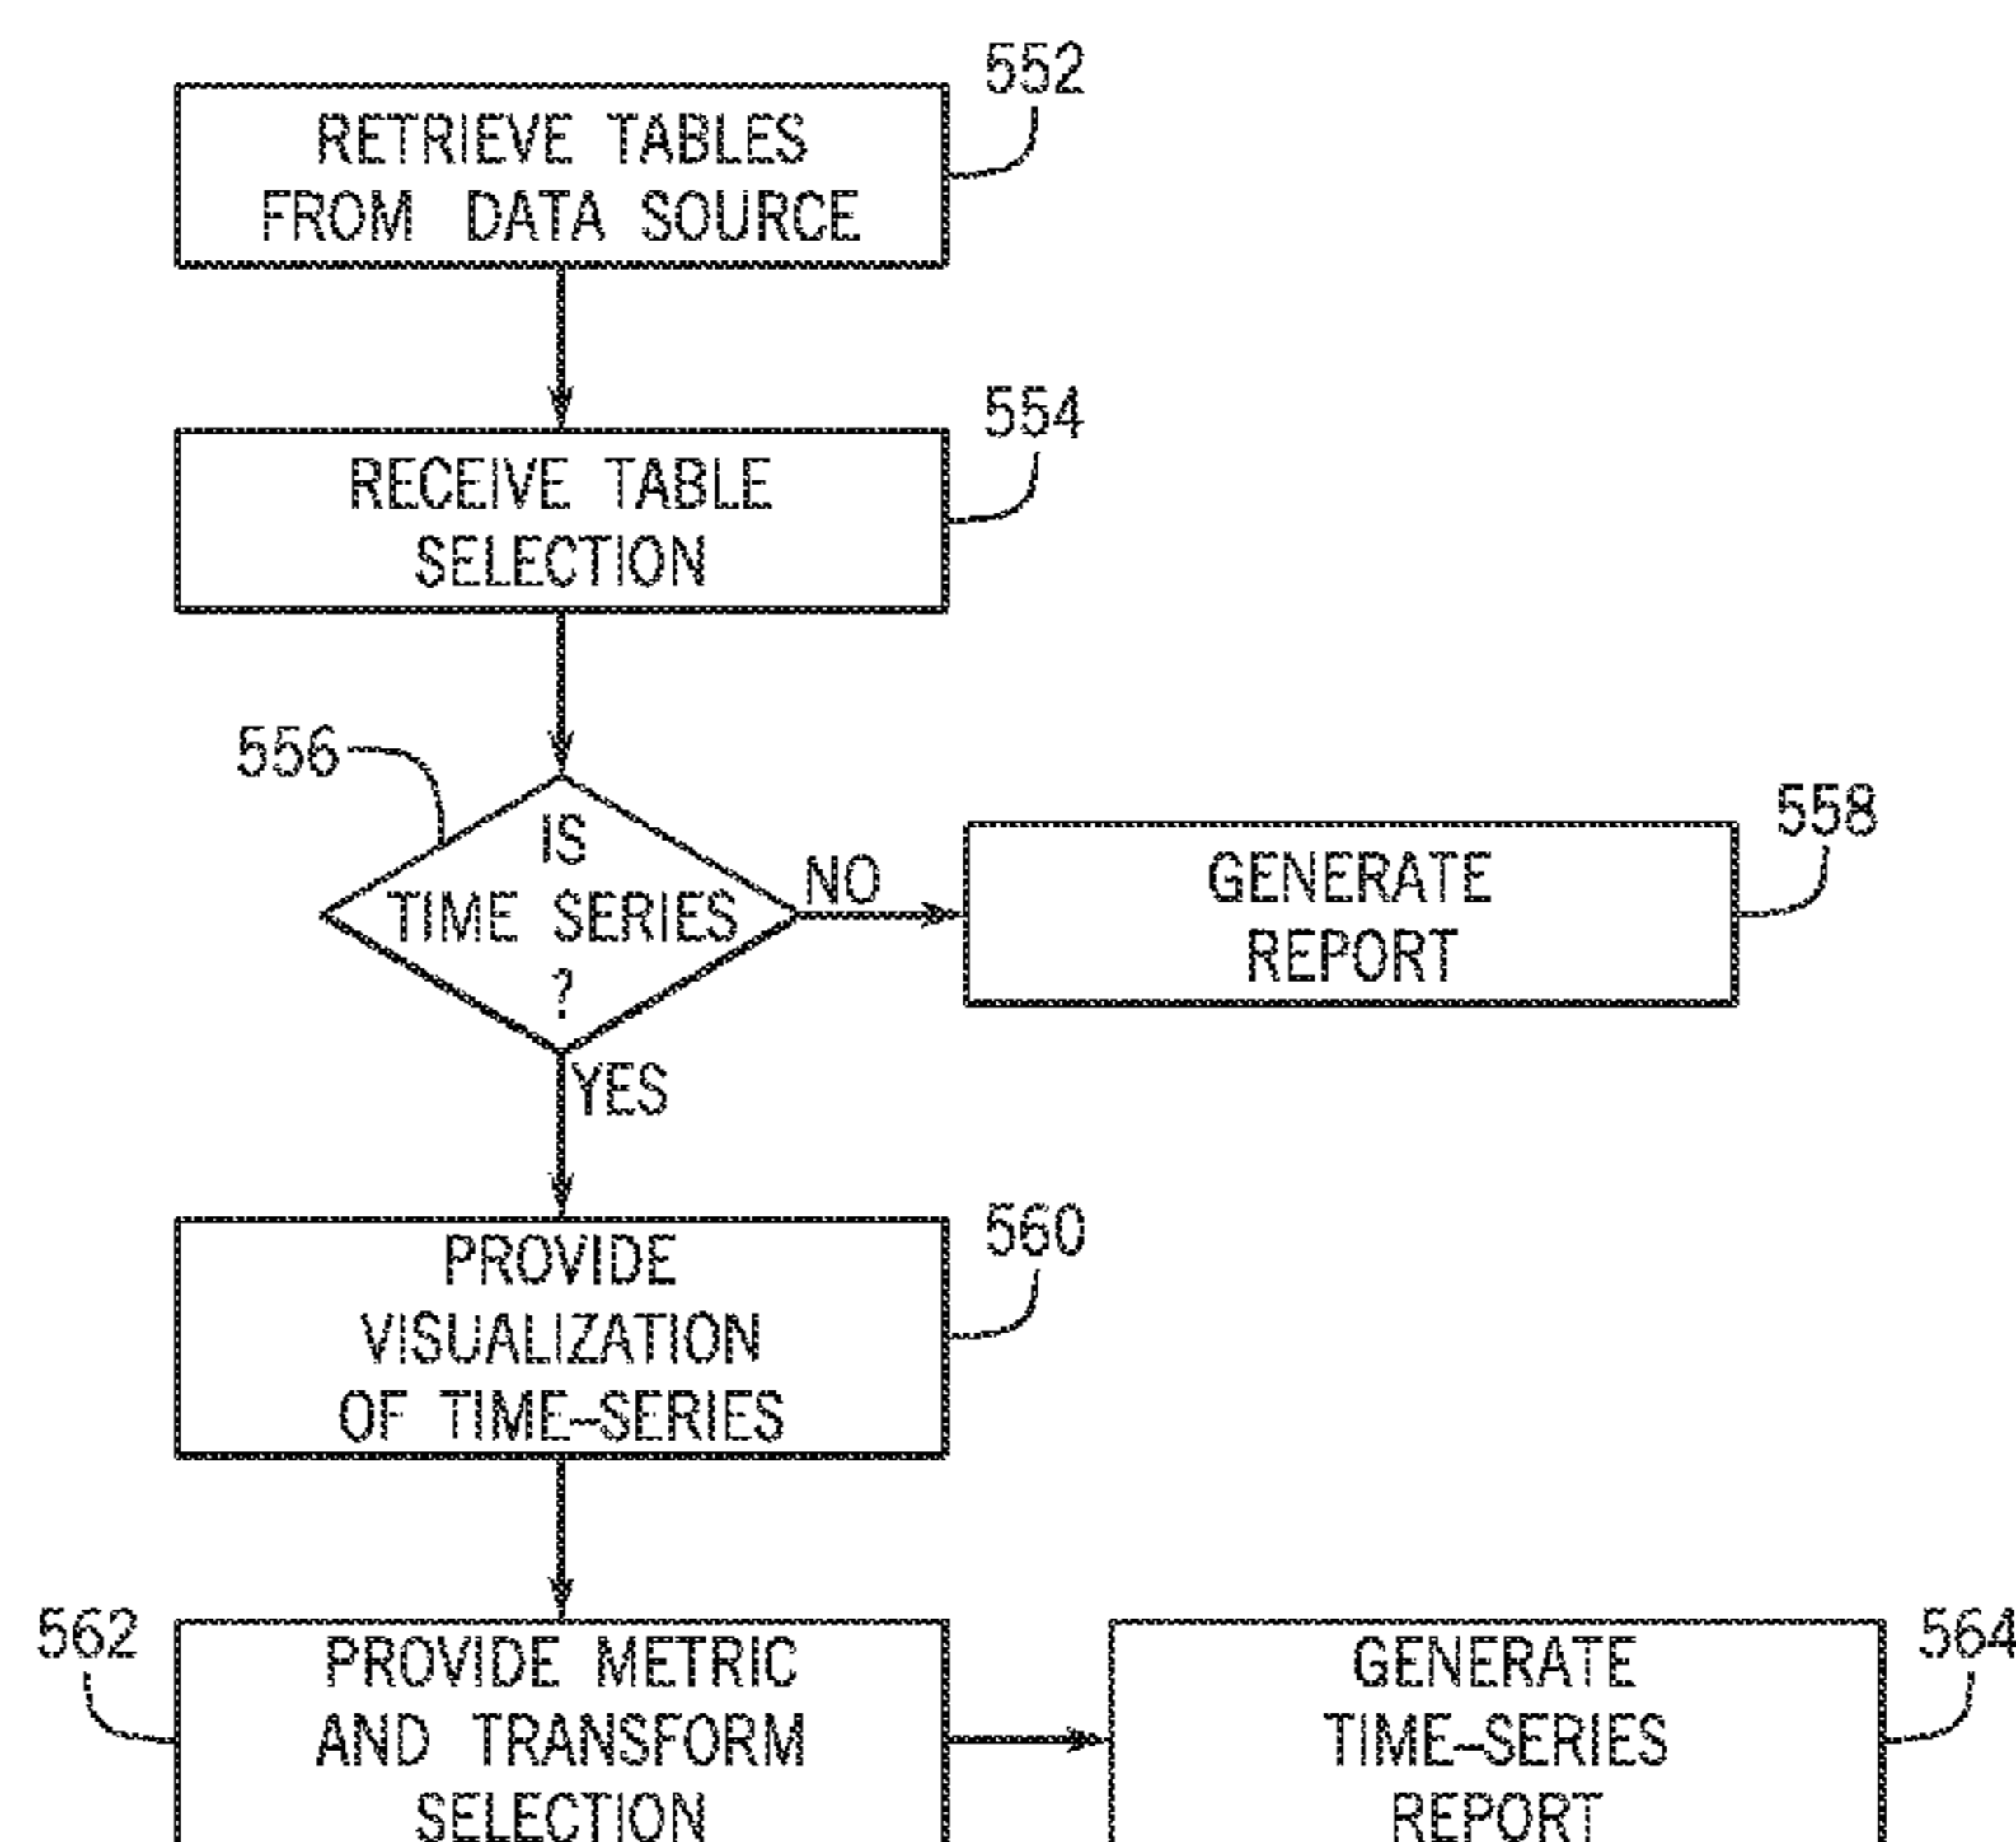 552
RETRIEVE TABLES
FROM DATA SOURCE
554
RECEIVE TABLE
SELECTION
556
IS
TIME SERIES
?
NO
558
GENERATE
REPORT
YES
560
PROVIDE
VISUALIZATION
OF TIME-SERIES
562
PROVIDE METRIC
AND TRANSFORM
SELECTION
564
GENERATE
TIME-SERIES
REPORT